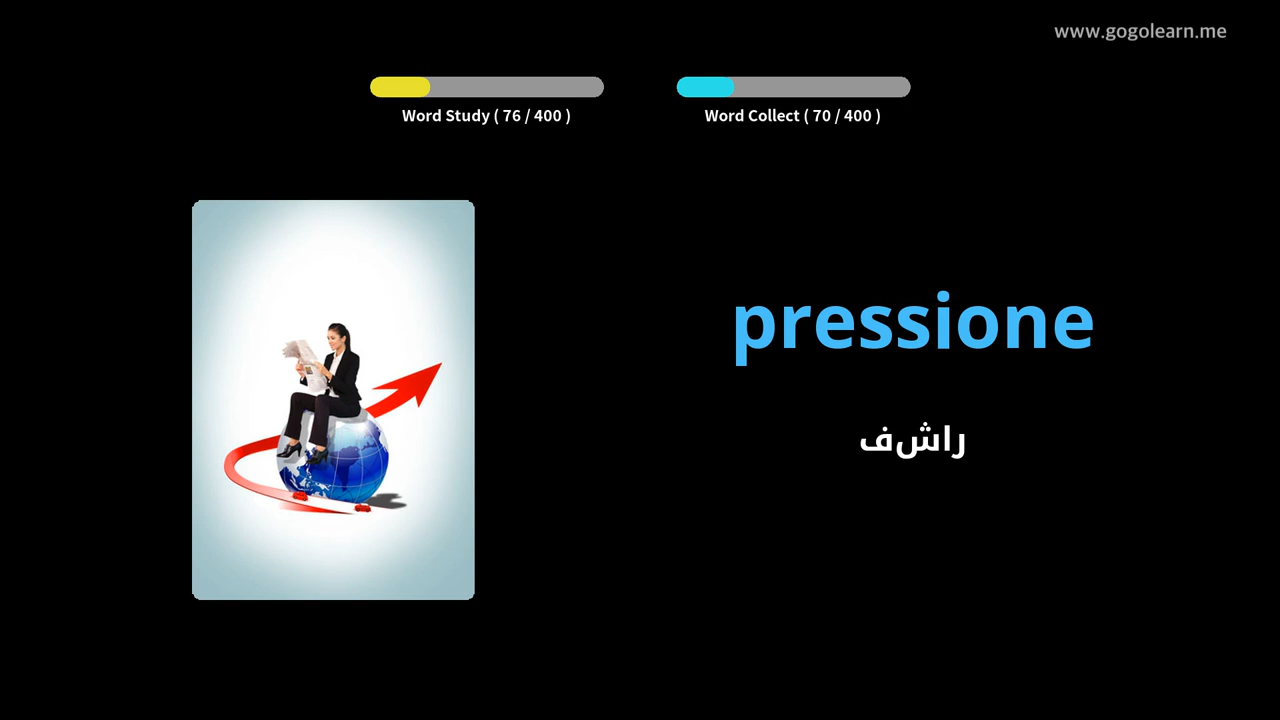 www.gogolearn.me
Word Study ( 76 / 400 )
Word Collect ( 70 / 400 )
pressione
راشف